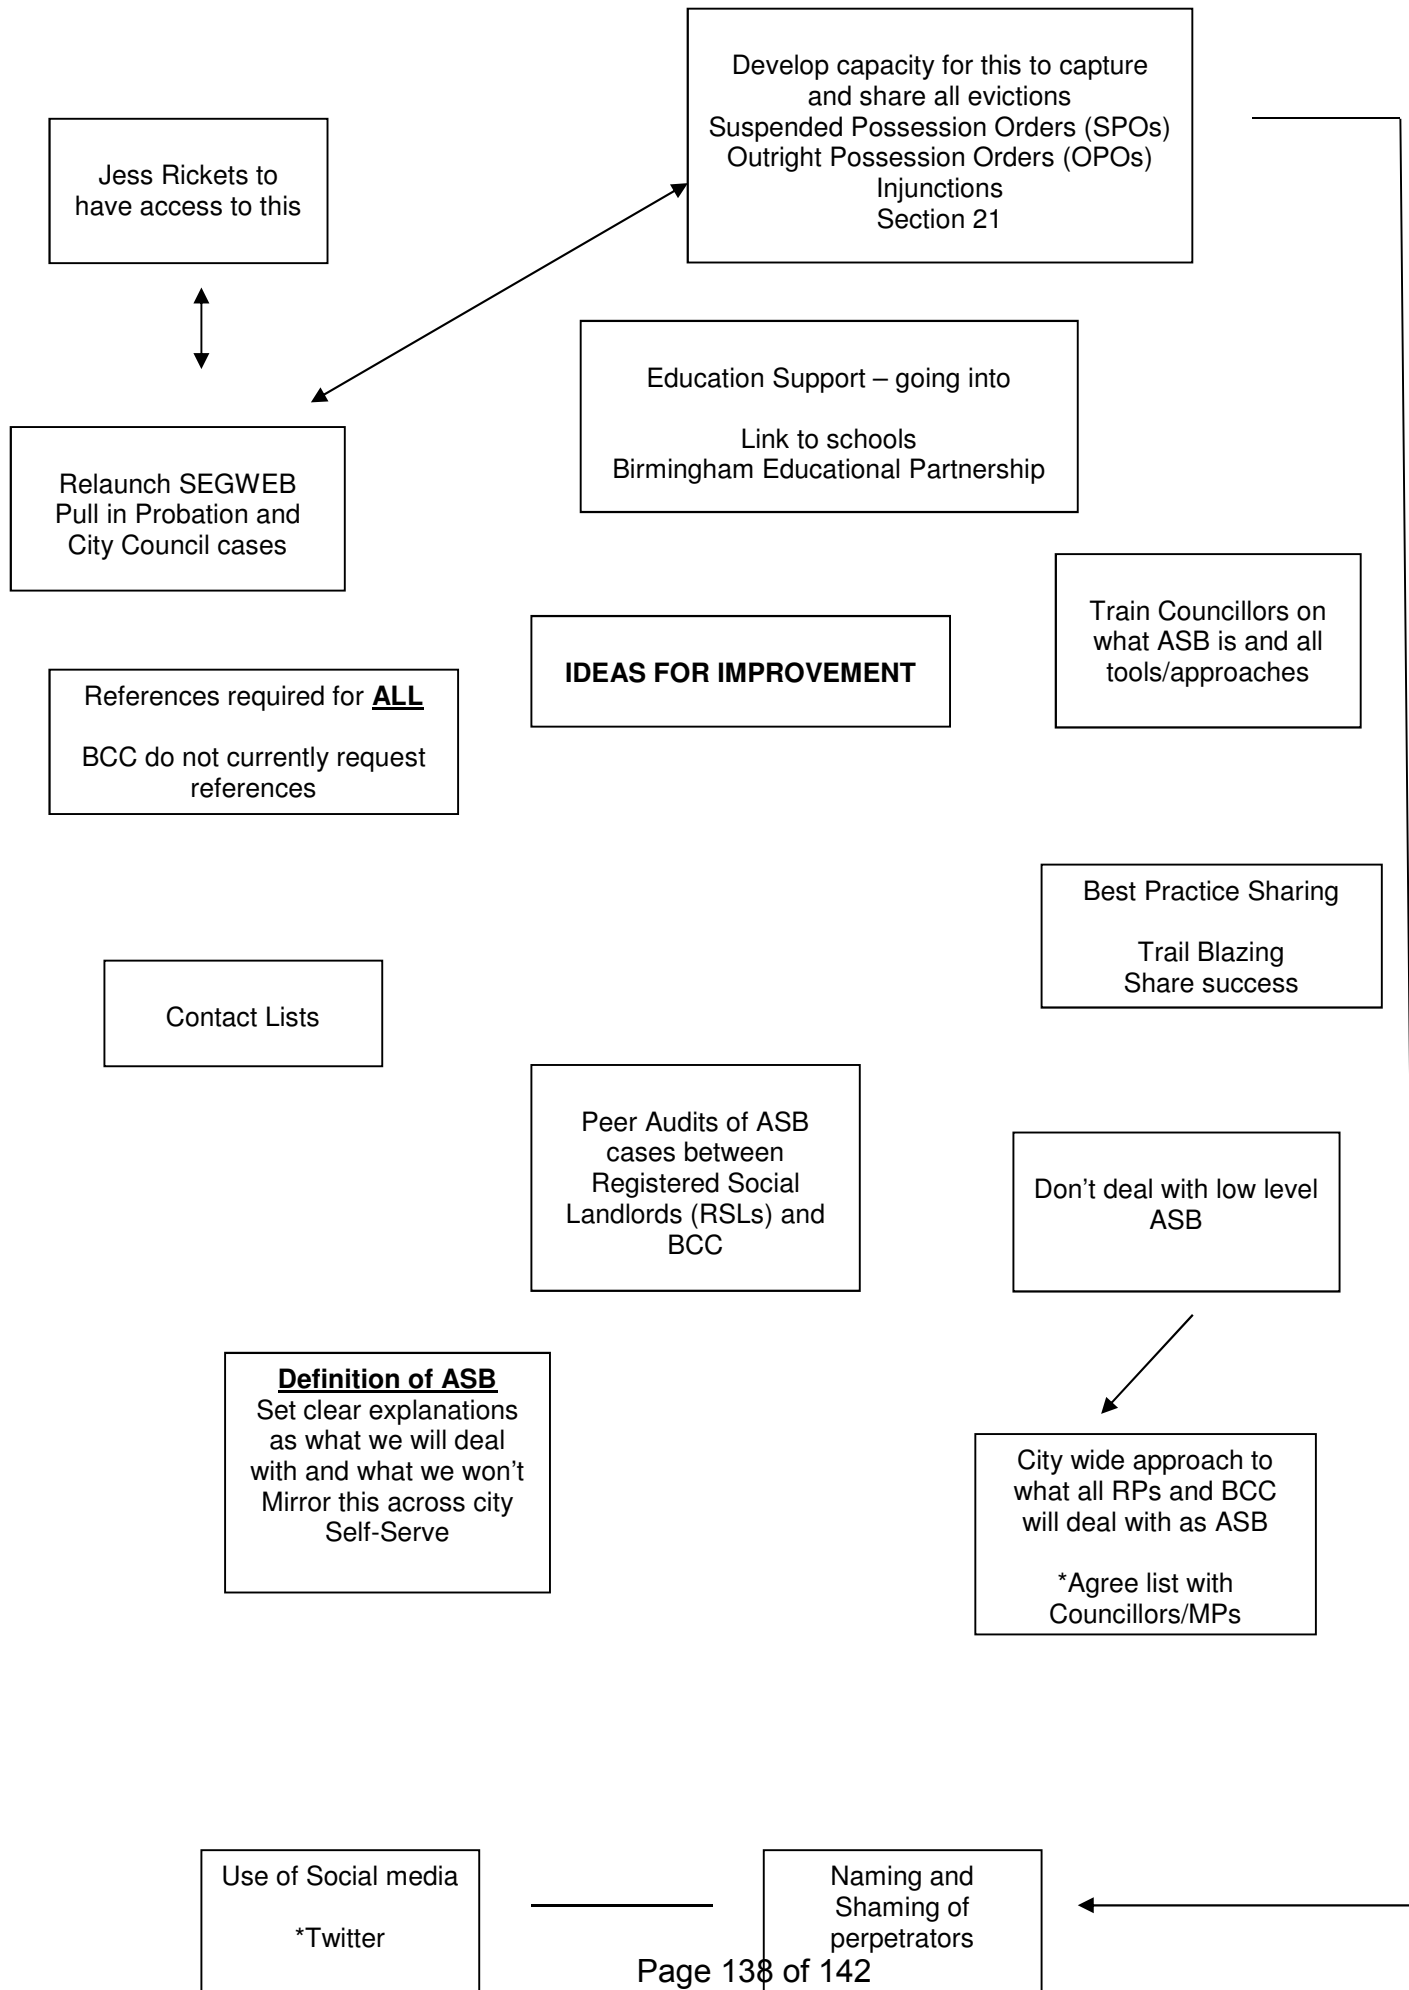 Develop capacity for this to capture
and share all evictions
Suspended Possession Orders (SPOs)
Outright Possession Orders (OPOs)
Injunctions
Section 21
Jess Rickets to
have access to this
Education Support – going into
Link to schools
Birmingham Educational Partnership
Relaunch SEGWEB
Pull in Probation and
City Council cases
Train Councillors on
what ASB is and all
tools/approaches
IDEAS FOR IMPROVEMENT
References required for ALL
BCC do not currently request
references
Best Practice Sharing
Trail Blazing
Share success
Contact Lists
Peer Audits of ASB
cases between
Registered Social
Landlords (RSLs) and
BCC
Don’t deal with low level
ASB
Definition of ASB
Set clear explanations
as what we will deal
with and what we won’t
Mirror this across city
Self-Serve
City wide approach to
what all RPs and BCC
will deal with as ASB
*Agree list with
Councillors/MPs
Use of Social media
*Twitter
Naming and
Shaming of
perpetrators
Page 138 of 142